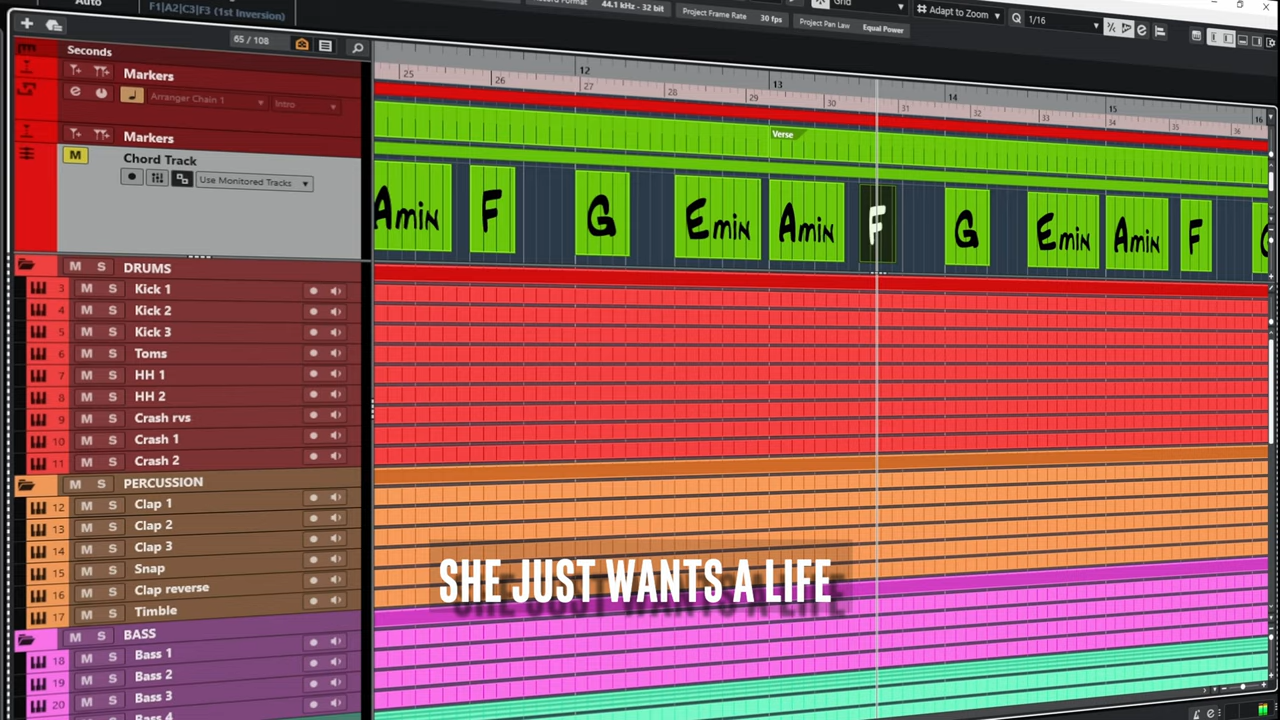 Auto
F1|A2|C3|F3 (1st Inversion)
44.1 kHz - 32 bit
Project Frame Rate
30 fps
Project Pan Law
Equal Power
Grid
# Adapt to Zoom
Q
1/16
65 / 108
Seconds
Markers
Arranger Chain 1
Intro
Markers
M
Chord Track
Use Monitored Tracks
12
13
14
15
16
25
26
27
28
29
30
31
32
33
34
35
36
Verse
Amin
F
G
Emin
Amin
F
G
Emin
Amin
F
M S DRUMS
3 M S Kick 1
4 M S Kick 2
5 M S Kick 3
6 M S Toms
7 M S HH 1
8 M S HH 2
9 M S Crash rvs
10 M S Crash 1
11 M S Crash 2
M S PERCUSSION
12 M S Clap 1
13 M S Clap 2
14 M S Clap 3
15 M S Snap
16 M S Clap reverse
17 M S Timble
M S BASS
18 M S Bass 1
19 M S Bass 2
20 M S Bass 3
Bass 4
SHE JUST WANTS A LIFE